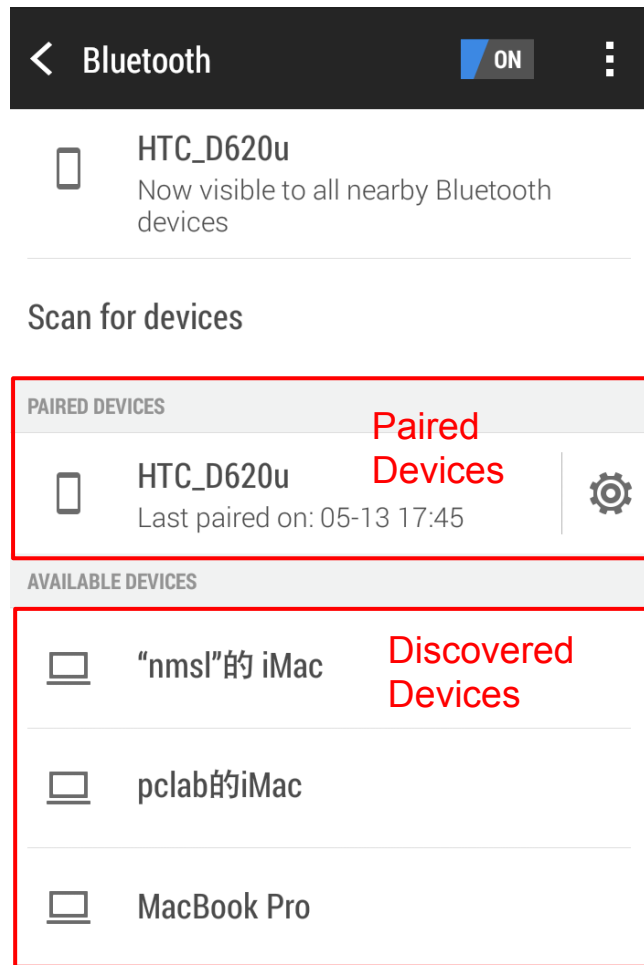 Bluetooth ON
HTC_D620u
Now visible to all nearby Bluetooth
devices
Scan for devices
PAIRED DEVICES
Paired
Devices
HTC_D620u
Last paired on: 05-13 17:45
AVAILABLE DEVICES
Discovered
Devices
“nmsl”的 iMac
pclab的iMac
MacBook Pro